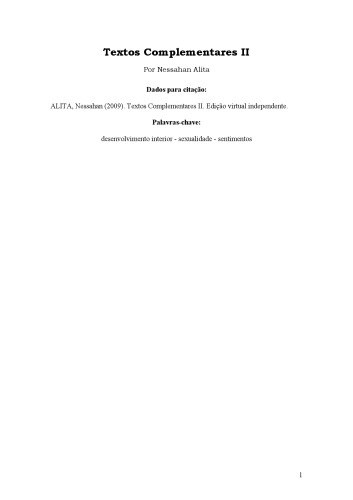 Textos Complementares II
Por Nessahan Alita
Dados para citação:
ALITA, Nessahan (2009). Textos Complementares II. Edição virtual independente
Palavras-chave:
desenvolvimento interior - sexualidade - sentimentos
1